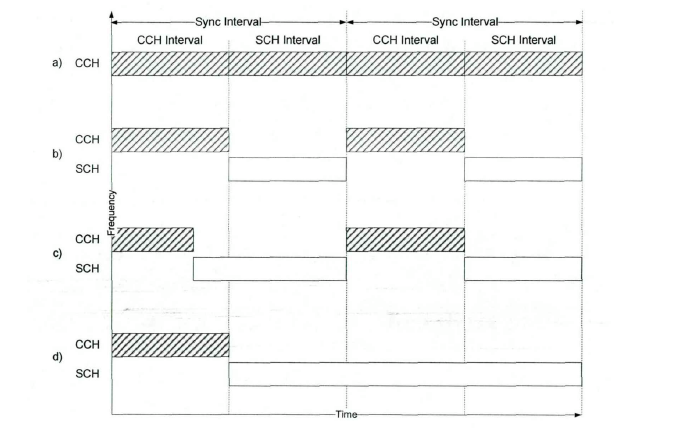 Sync Interval Sync Interval
CCH Interval SCH Interval CCH Interval SCH Interval
a) CCH
CCH
b)
SCH
Frequency
CCH
c)
SCH
CCH
d)
SCH
Time